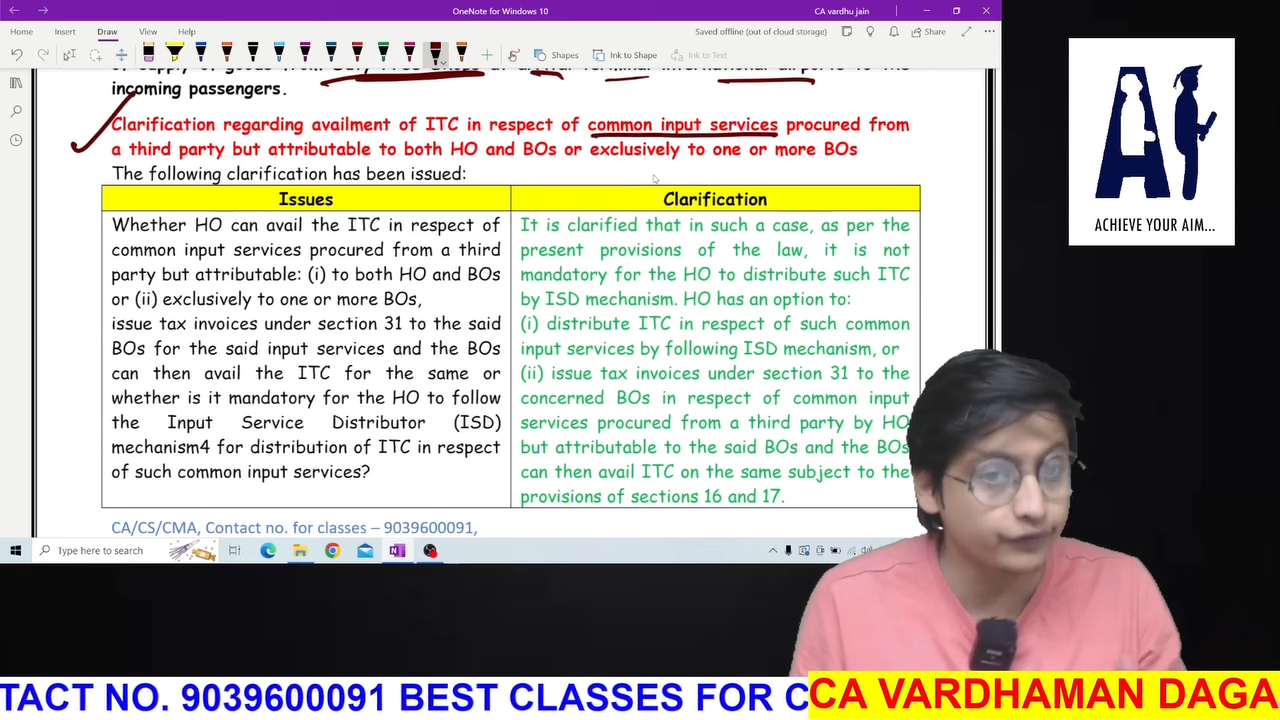 OneNote for Windows 10
CA vardhu jain
Home Insert Draw View Help
Saved offline (out of cloud storage)
Share
Shapes
Ink to Shape
Ink to Text
incoming passengers.
Clarification regarding availment of ITC in respect of common input services procured from
a third party but attributable to both HO and BOs or exclusively to one or more BOs
The following clarification has been issued:
Issues
Whether HO can avail the ITC in respect of
common input services procured from a third
party but attributable: (i) to both HO and BOs
or (ii) exclusively to one or more BOs,
issue tax invoices under section 31 to the said
BOs for the said input services and the BOs
can then avail the ITC for the same or
whether is it mandatory for the HO to follow
the Input Service Distributor (ISD)
mechanism4 for distribution of ITC in respect
of such common input services?
Clarification
It is clarified that in such a case, as per the
present provisions of the law, it is not
mandatory for the HO to distribute such ITC
by ISD mechanism. HO has an option to:
(i) distribute ITC in respect of such common
input services by following ISD mechanism, or
(ii) issue tax invoices under section 31 to the
concerned BOs in respect of common input
services procured from a third party by HO
but attributable to the said BOs and the BOs
can then avail ITC on the same subject to the
provisions of sections 16 and 17.
CA/CS/CMA, Contact no. for classes – 9039600091,
Type here to search
ACHIEVE YOUR AIM...
TACT NO. 9039600091 BEST CLASSES FOR C
CA VARDHAMAN DAGA